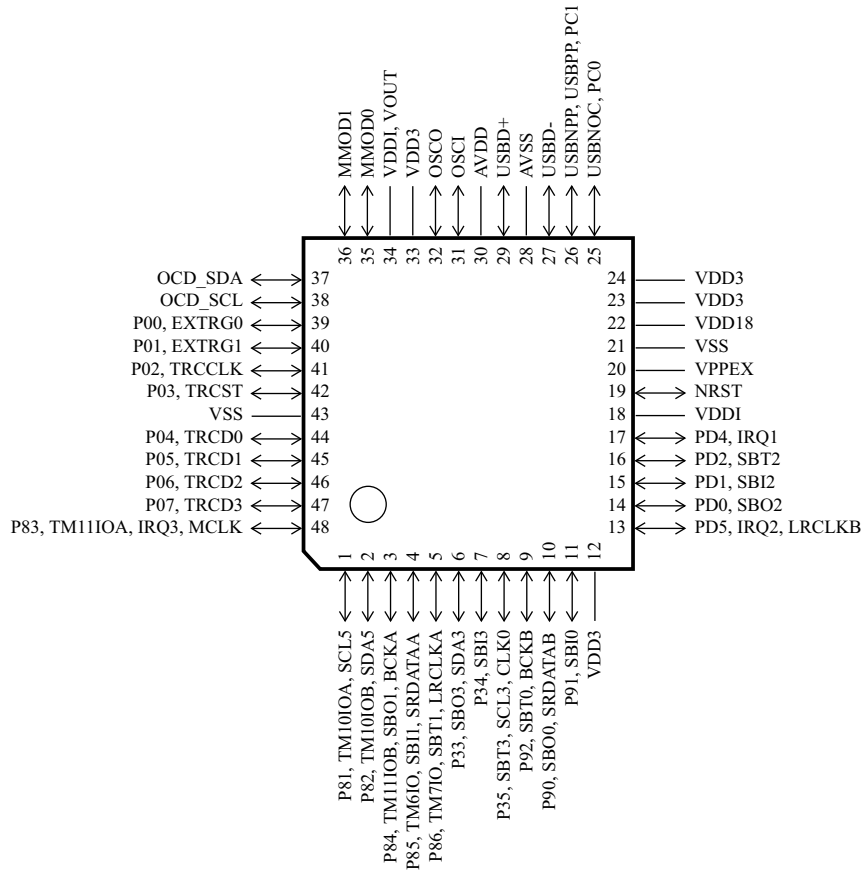 MMOD1
MMOD0
VDDI, VOUT
VDD3
OSCO
OSCI
AVDD
USBD+
AVSS
USBD-
USBNPP, USBPP, PC1
USBNOC, PC0
36
35
34
33
32
31
30
29
28
27
26
25
OCD_SDA 37
OCD_SCL 38
P00, EXTRG0 39
P01, EXTRG1 40
P02, TRCCLK 41
P03, TRCST 42
VSS 43
P04, TRCD0 44
P05, TRCD1 45
P06, TRCD2 46
P07, TRCD3 47
P83, TM11IOA, IRQ3, MCLK 48
24 VDD3
23 VDD3
22 VDD18
21 VSS
20 VPPEX
19 NRST
18 VDDI
17 PD4, IRQ1
16 PD2, SBT2
15 PD1, SBI2
14 PD0, SBO2
13 PD5, IRQ2, LRCLKB
1
2
3
4
5
6
7
8
9
10
11
12
P81, TM10IOA, SCL5
P82, TM10IOB, SDA5
P84, TM11IOB, SBO1, BCKA
P85, TM6IO, SBI1, SRDATAA
P86, TM7IO, SBT1, LRCLKA
P33, SBO3, SDA3
P34, SBI3
P35, SBT3, SCL3, CLK0
P92, SBT0, BCKB
P90, SBO0, SRDATAB
P91, SBI0
VDD3